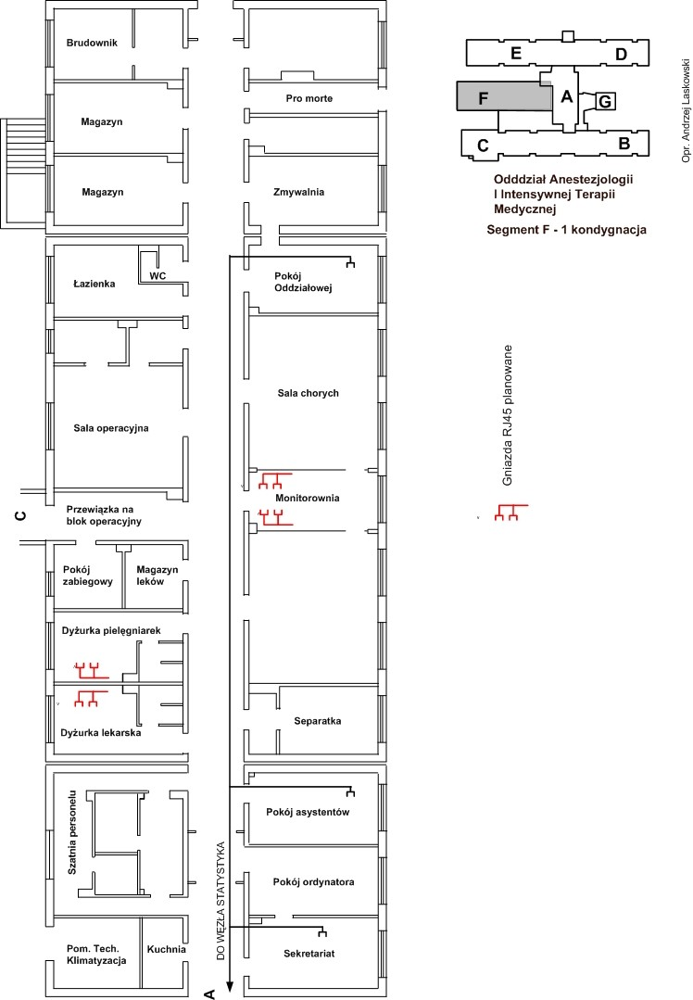 Brudownik
Magazyn
Magazyn
Łazienka
WC
Sala operacyjna
C
Przewiązka na
blok operacyjny
Pokój
zabiegowy
Magazyn
leków
Dyżurka pielęgniarek
Dyżurka lekarska
Szatnia personelu
Pom. Tech.
Klimatyzacja
Kuchnia
DO WĘZŁA STATYSTYKA
A
Pro morte
Zmywalnia
Pokój
Oddziałowej
Sala chorych
Monitorownia
Separatka
Pokój asystentów
Pokój ordynatora
Sekretariat
E
D
F
A
G
C
B
Odddział Anestezjologii
I Intensywnej Terapii
Medycznej
Segment F - 1 kondygnacja
Opr. Andrzej Laskowski
Gniazda RJ45 planowane